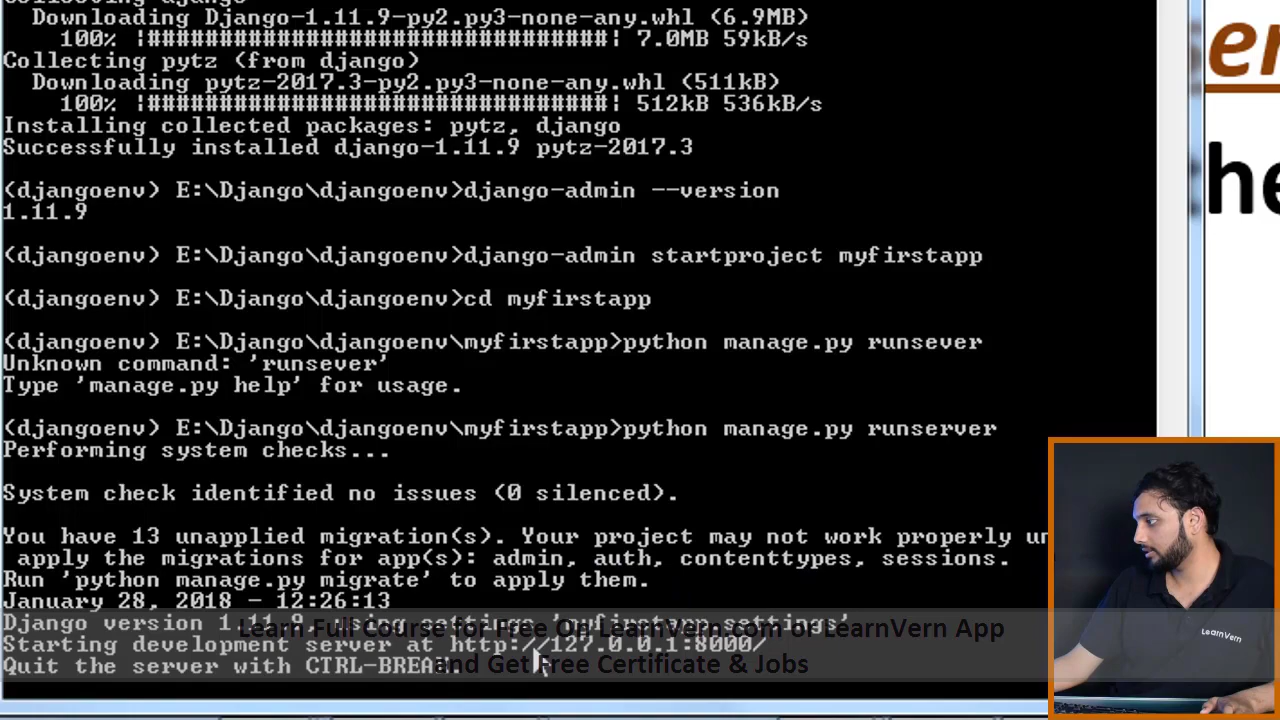 Downloading Django-1.11.9-py2.py3-none-any.whl (6.9MB)
100% |################################| 7.0MB 59kB/s
Collecting pytz (from django)
Downloading pytz-2017.3-py2.py3-none-any.whl (511kB)
100% |################################| 512kB 536kB/s
Installing collected packages: pytz, django
Successfully installed django-1.11.9 pytz-2017.3
(djangoenv) E:\Django\djangoenv>django-admin --version
1.11.9
(djangoenv) E:\Django\djangoenv>django-admin startproject myfirstapp
(djangoenv) E:\Django\djangoenv>cd myfirstapp
(djangoenv) E:\Django\djangoenv\myfirstapp>python manage.py runsever
Unknown command: 'runsever'
Type 'manage.py help' for usage.
(djangoenv) E:\Django\djangoenv\myfirstapp>python manage.py runserver
Performing system checks...
System check identified no issues (0 silenced).
You have 13 unapplied migration(s). Your project may not work properly un
apply the migrations for app(s): admin, auth, contenttypes, sessions.
Run 'python manage.py migrate' to apply them.
January 28, 2018 - 12:26:13
Django version 1.11.9, using settings 'myfirstapp.settings'
Starting development server at http://127.0.0.1:8000/
Quit the server with CTRL-BREAK.
Learn Full Course for Free On LearnVern.com or LearnVern App
and Get Free Certificate & Jobs
er
he
LearnVern